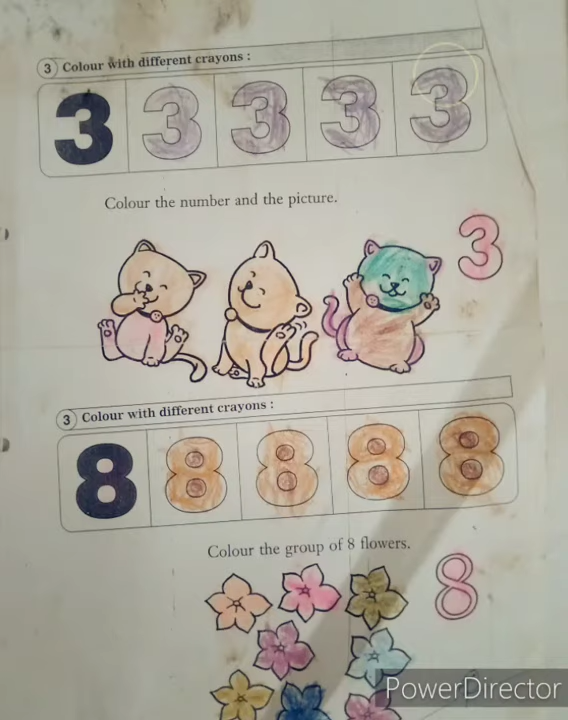 3 Colour with different crayons :
3 3 3 3 3
Colour the number and the picture.
3
3 Colour with different crayons :
8 8 8 8 8
Colour the group of 8 flowers.
8
PowerDirector